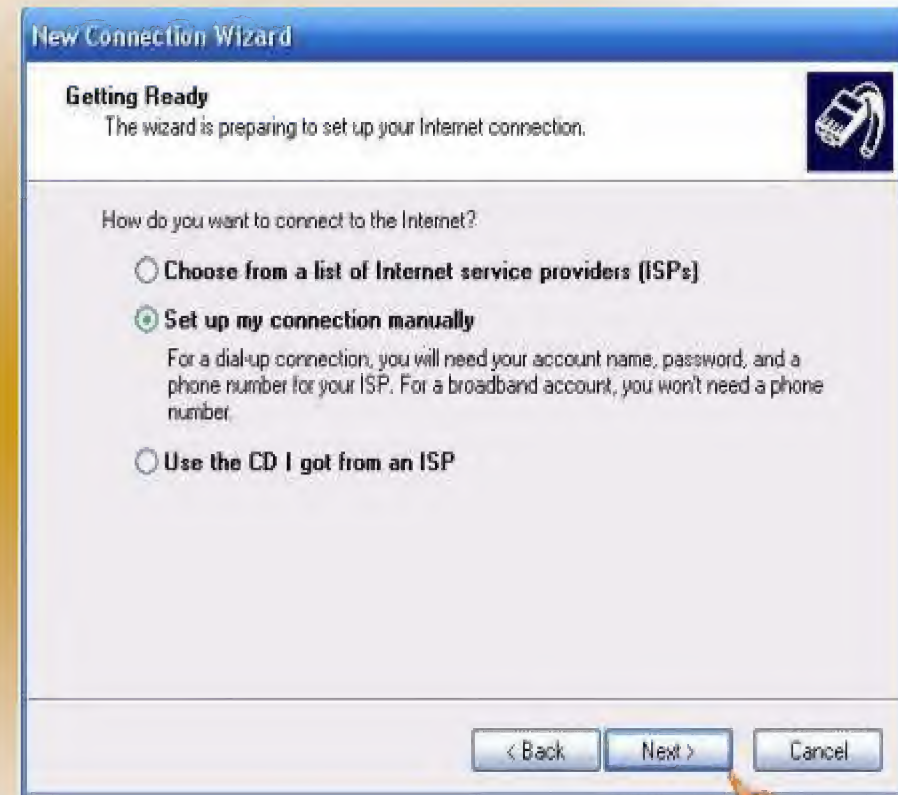 New Connection Wizard
Getting Ready
The wizard is preparing to set up your Internet connection.
How do you want to connect to the Internet?
Choose from a list of Internet service providers (ISPs)
Set up my connection manually
For a dial-up connection, you will need your account name, password, and a
phone number for your ISP. For a broadband account, you won't need a phone
number.
Use the CD I got from an ISP
< Back Next > Cancel